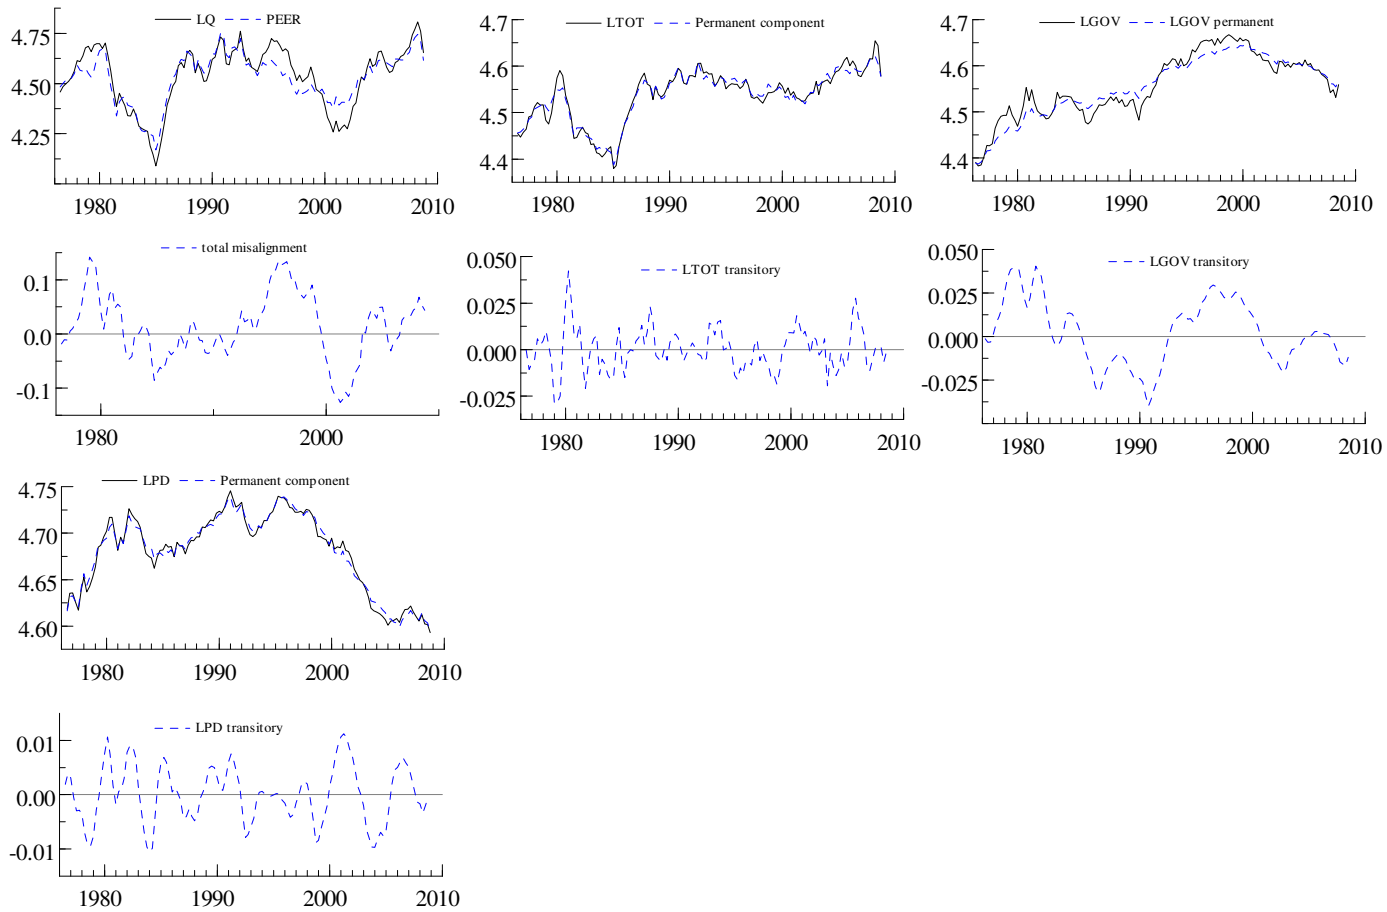 LQ PEER
4.75
4.50
4.25
1980 1990 2000 2010
LTOT Permanent component
4.7
4.6
4.5
4.4
1980 1990 2000 2010
LGOV LGOV permanent
4.7
4.6
4.5
4.4
1980 1990 2000 2010
total misalignment
0.1
0.0
-0.1
1980 2000
LTOT transitory
0.050
0.025
0.000
-0.025
1980 1990 2000 2010
LGOV transitory
0.050
0.025
0.000
-0.025
1980 1990 2000 2010
LPD Permanent component
4.75
4.70
4.65
4.60
1980 1990 2000 2010
LPD transitory
0.01
0.00
-0.01
1980 1990 2000 2010